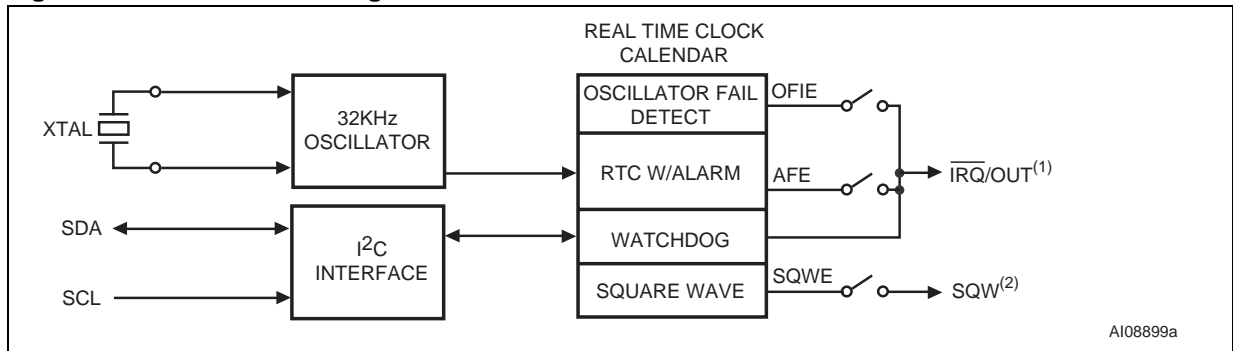 REAL TIME CLOCK
CALENDAR
OSCILLATOR FAIL
DETECT
OFIE
XTAL
32KHz
OSCILLATOR
RTC W/ALARM
AFE
IRQ/OUT(1)
SDA
I2C
INTERFACE
WATCHDOG
SCL
SQUARE WAVE
SQWE
SQW(2)
AI08899a